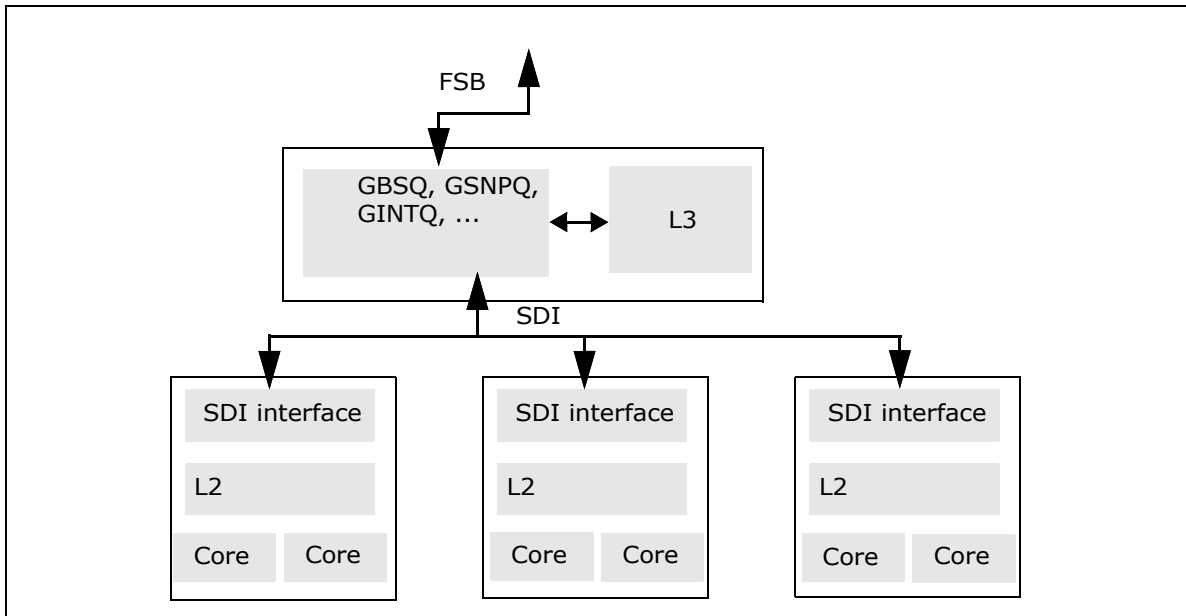 FSB
GBSQ, GSNPQ,
GINTQ, ...
L3
SDI
SDI interface
SDI interface
SDI interface
L2
L2
L2
Core
Core
Core
Core
Core
Core